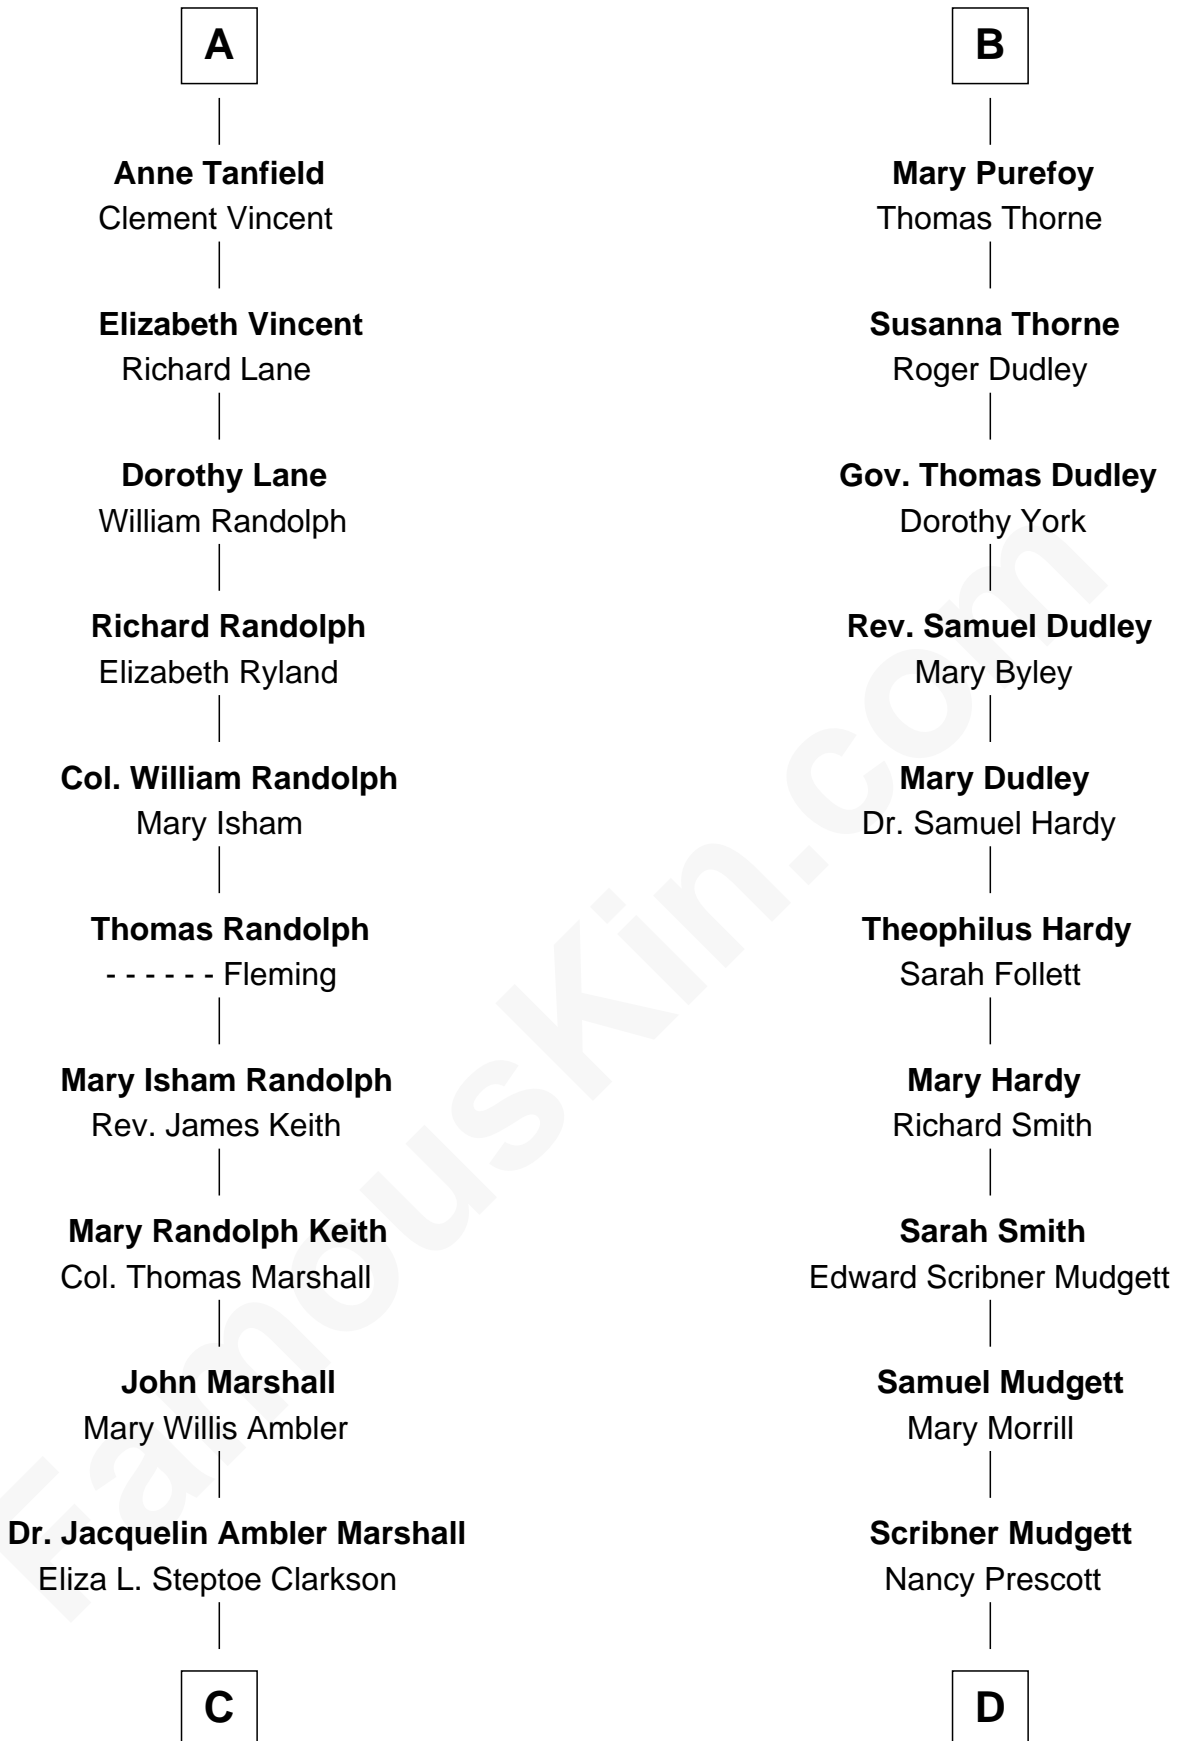 A
Anne Tanfield
Clement Vincent
Elizabeth Vincent
Richard Lane
Dorothy Lane
William Randolph
Richard Randolph
Elizabeth Ryland
Col. William Randolph
Mary Isham
Thomas Randolph
- - - - - - Fleming
Mary Isham Randolph
Rev. James Keith
Mary Randolph Keith
Col. Thomas Marshall
John Marshall
Mary Willis Ambler
Dr. Jacquelin Ambler Marshall
Eliza L. Steptoe Clarkson
C
B
Mary Purefoy
Thomas Thorne
Susanna Thorne
Roger Dudley
Gov. Thomas Dudley
Dorothy York
Rev. Samuel Dudley
Mary Byley
Mary Dudley
Dr. Samuel Hardy
Theophilus Hardy
Sarah Follett
Mary Hardy
Richard Smith
Sarah Smith
Edward Scribner Mudgett
Samuel Mudgett
Mary Morrill
Scribner Mudgett
Nancy Prescott
D
FamousKin.com